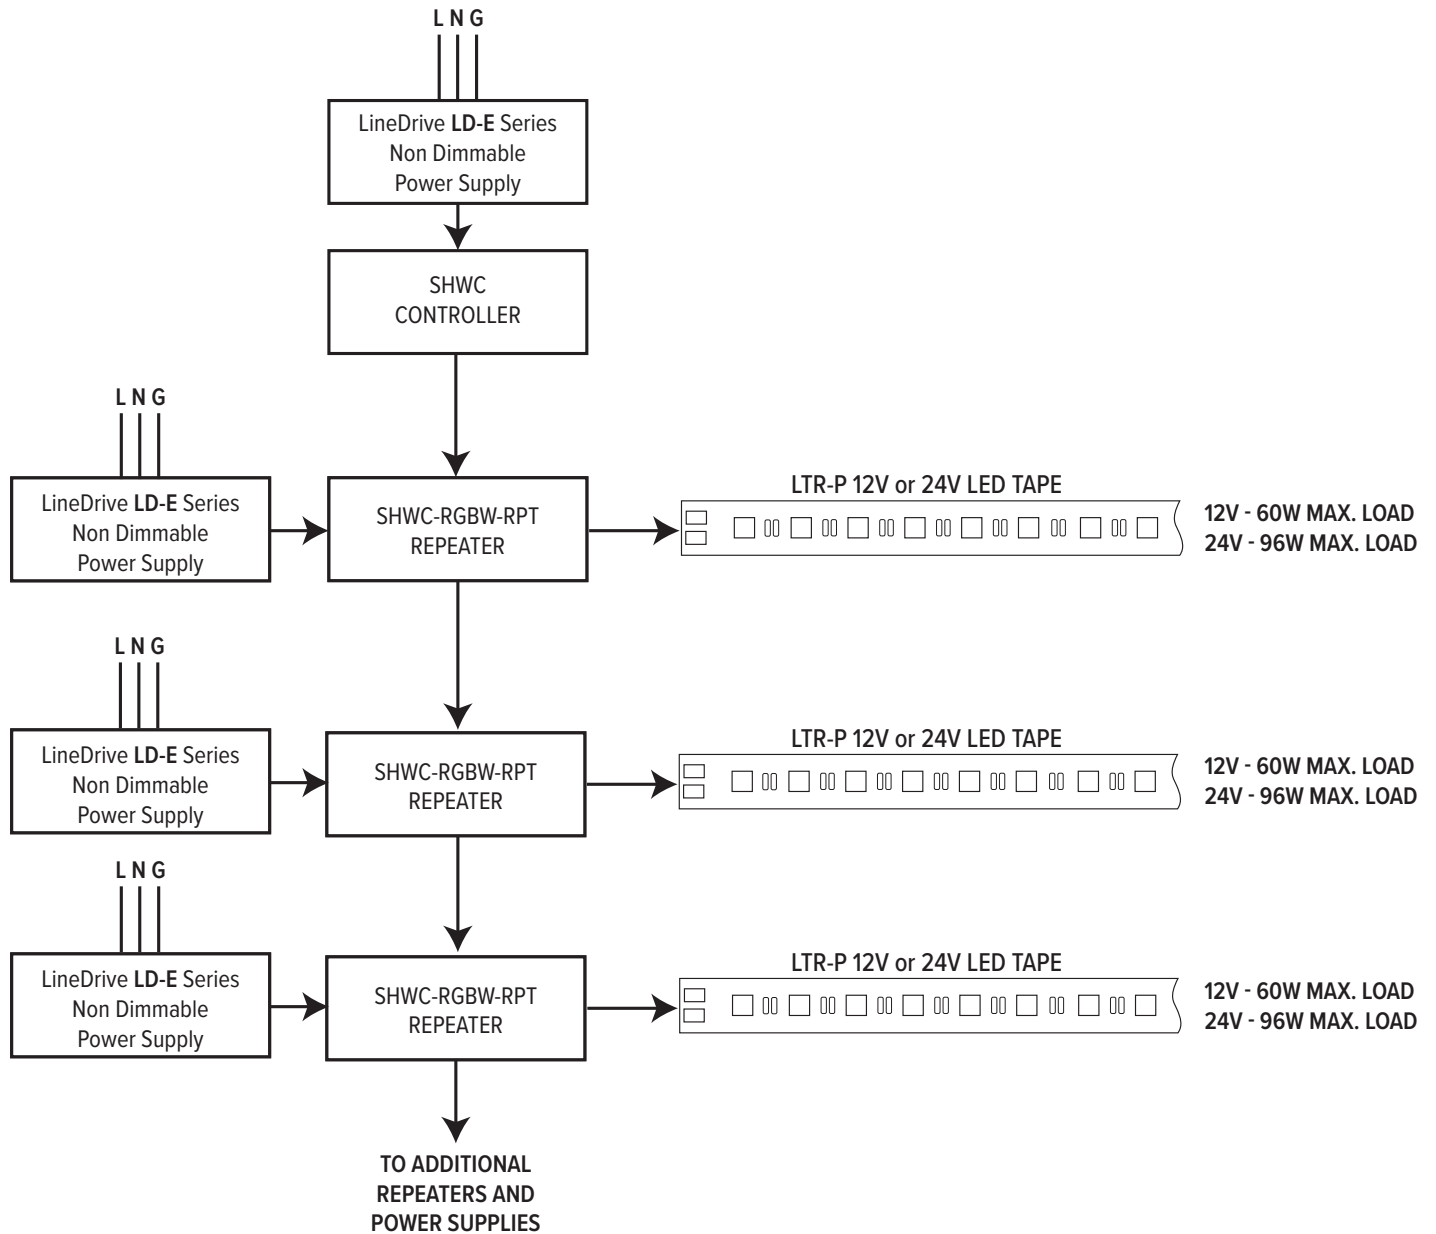 L N G
LineDrive LD-E Series
Non Dimmable
Power Supply
SHWC
CONTROLLER
L N G
LineDrive LD-E Series
Non Dimmable
Power Supply
SHWC-RGBW-RPT
REPEATER
LTR-P 12V or 24V LED TAPE
12V - 60W MAX. LOAD
24V - 96W MAX. LOAD
L N G
LineDrive LD-E Series
Non Dimmable
Power Supply
SHWC-RGBW-RPT
REPEATER
LTR-P 12V or 24V LED TAPE
12V - 60W MAX. LOAD
24V - 96W MAX. LOAD
L N G
LineDrive LD-E Series
Non Dimmable
Power Supply
SHWC-RGBW-RPT
REPEATER
LTR-P 12V or 24V LED TAPE
12V - 60W MAX. LOAD
24V - 96W MAX. LOAD
TO ADDITIONAL
REPEATERS AND
POWER SUPPLIES